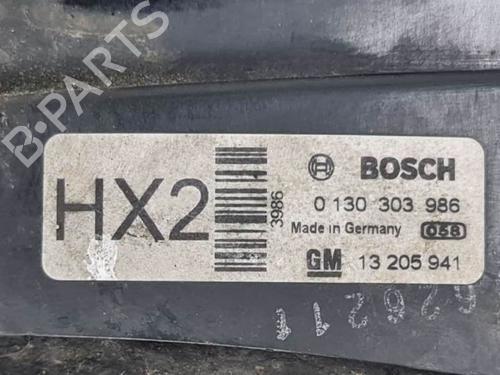 B-PARTS
HX2
3986
BOSCH
0 130 303 986
Made in Germany 058
GM 13 205 941